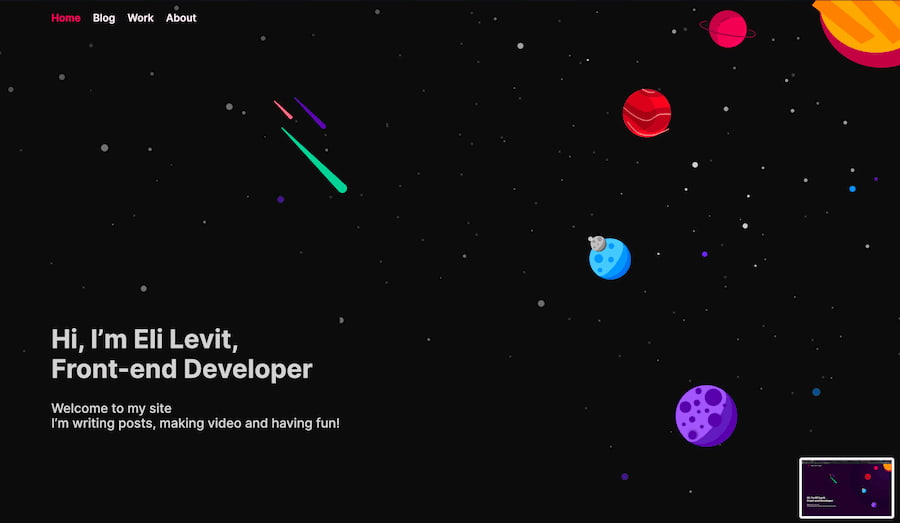 Home Blog Work About
Hi, I’m Eli Levit,
Front-end Developer
Welcome to my site
I’m writing posts, making video and having fun!